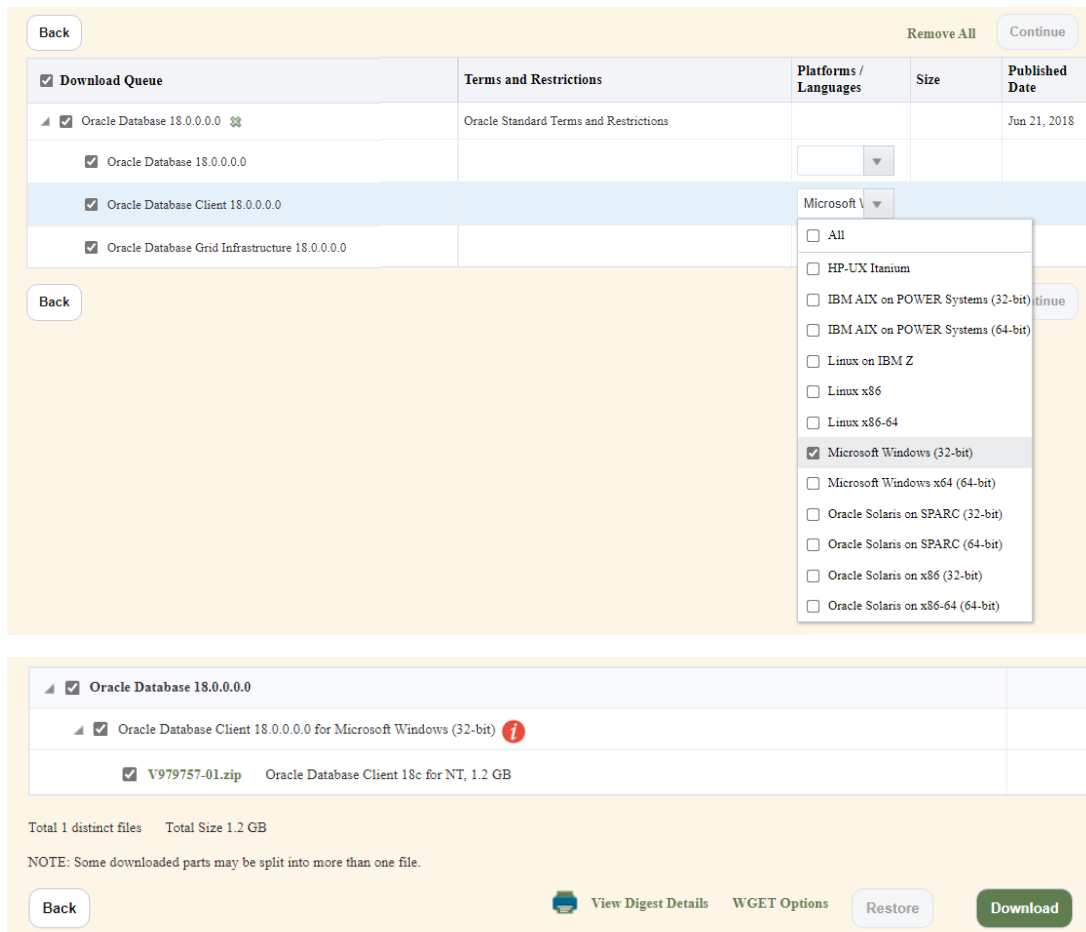 Back
Remove All
Continue
Download Queue
Terms and Restrictions
Platforms /
Languages
Size
Published
Date
Oracle Database 18.0.0.0.0
Oracle Standard Terms and Restrictions
Jun 21, 2018
Oracle Database 18.0.0.0.0
Oracle Database Client 18.0.0.0.0
Microsoft
Oracle Database Grid Infrastructure 18.0.0.0.0
All
HP-UX Itanium
IBM AIX on POWER Systems (32-bit)
Back
tinue
IBM AIX on POWER Systems (64-bit)
Linux on IBM Z
Linux x86
Linux x86-64
Microsoft Windows (32-bit)
Microsoft Windows x64 (64-bit)
Oracle Solaris on SPARC (32-bit)
Oracle Solaris on SPARC (64-bit)
Oracle Solaris on x86 (32-bit)
Oracle Solaris on x86-64 (64-bit)
Oracle Database 18.0.0.0.0
Oracle Database Client 18.0.0.0.0 for Microsoft Windows (32-bit) i
V979757-01.zip Oracle Database Client 18c for NT, 1.2 GB
Total 1 distinct files Total Size 1.2 GB
NOTE: Some downloaded parts may be split into more than one file.
Back
View Digest Details
WGET Options
Restore
Download